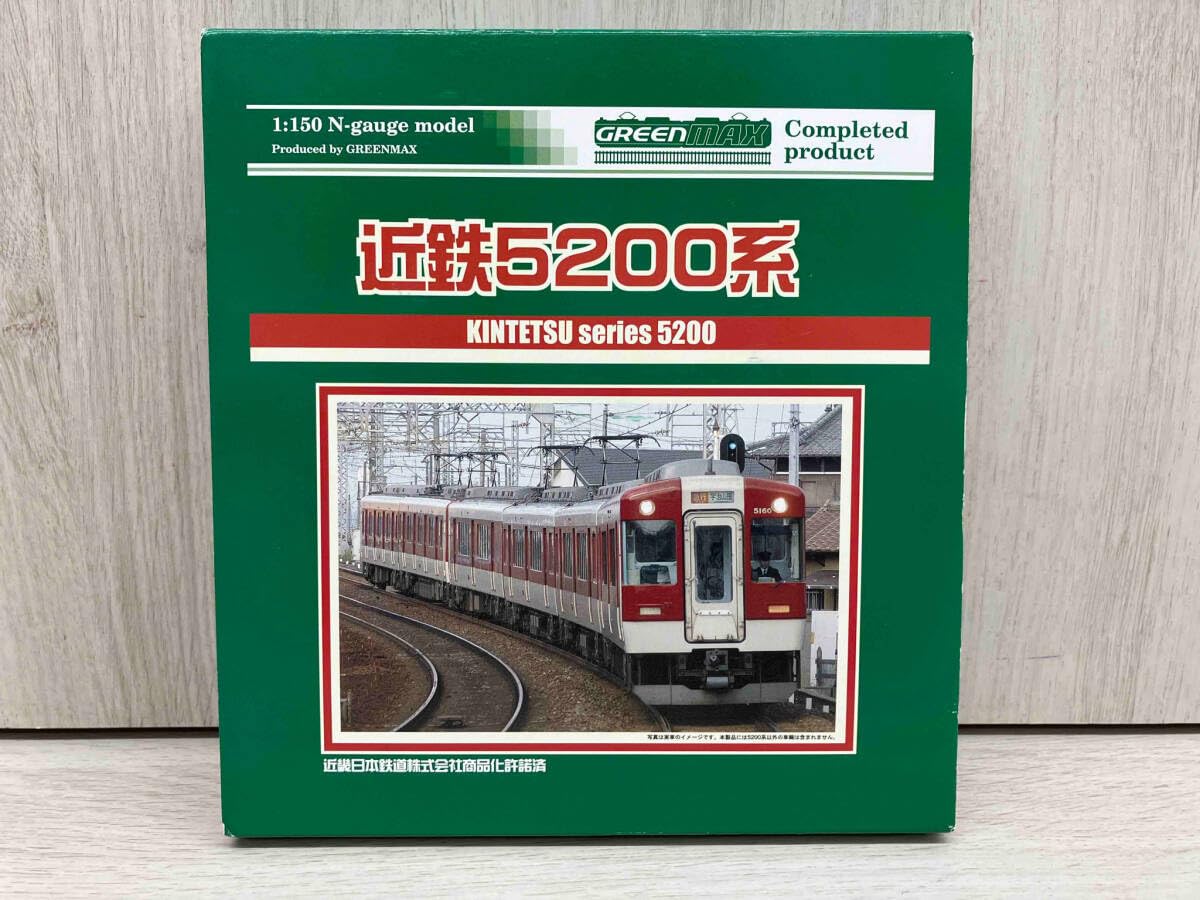 1:150 N-gauge model
Produced by GREENMAX
GREENMAX
Completed
product
近鉄5200系
KINTETSU series 5200
急行
5160
写真は実車のイメージです。本製品には5200系以外の車輌は含まれません。
近畿日本鉄道株式会社商品化許諾済